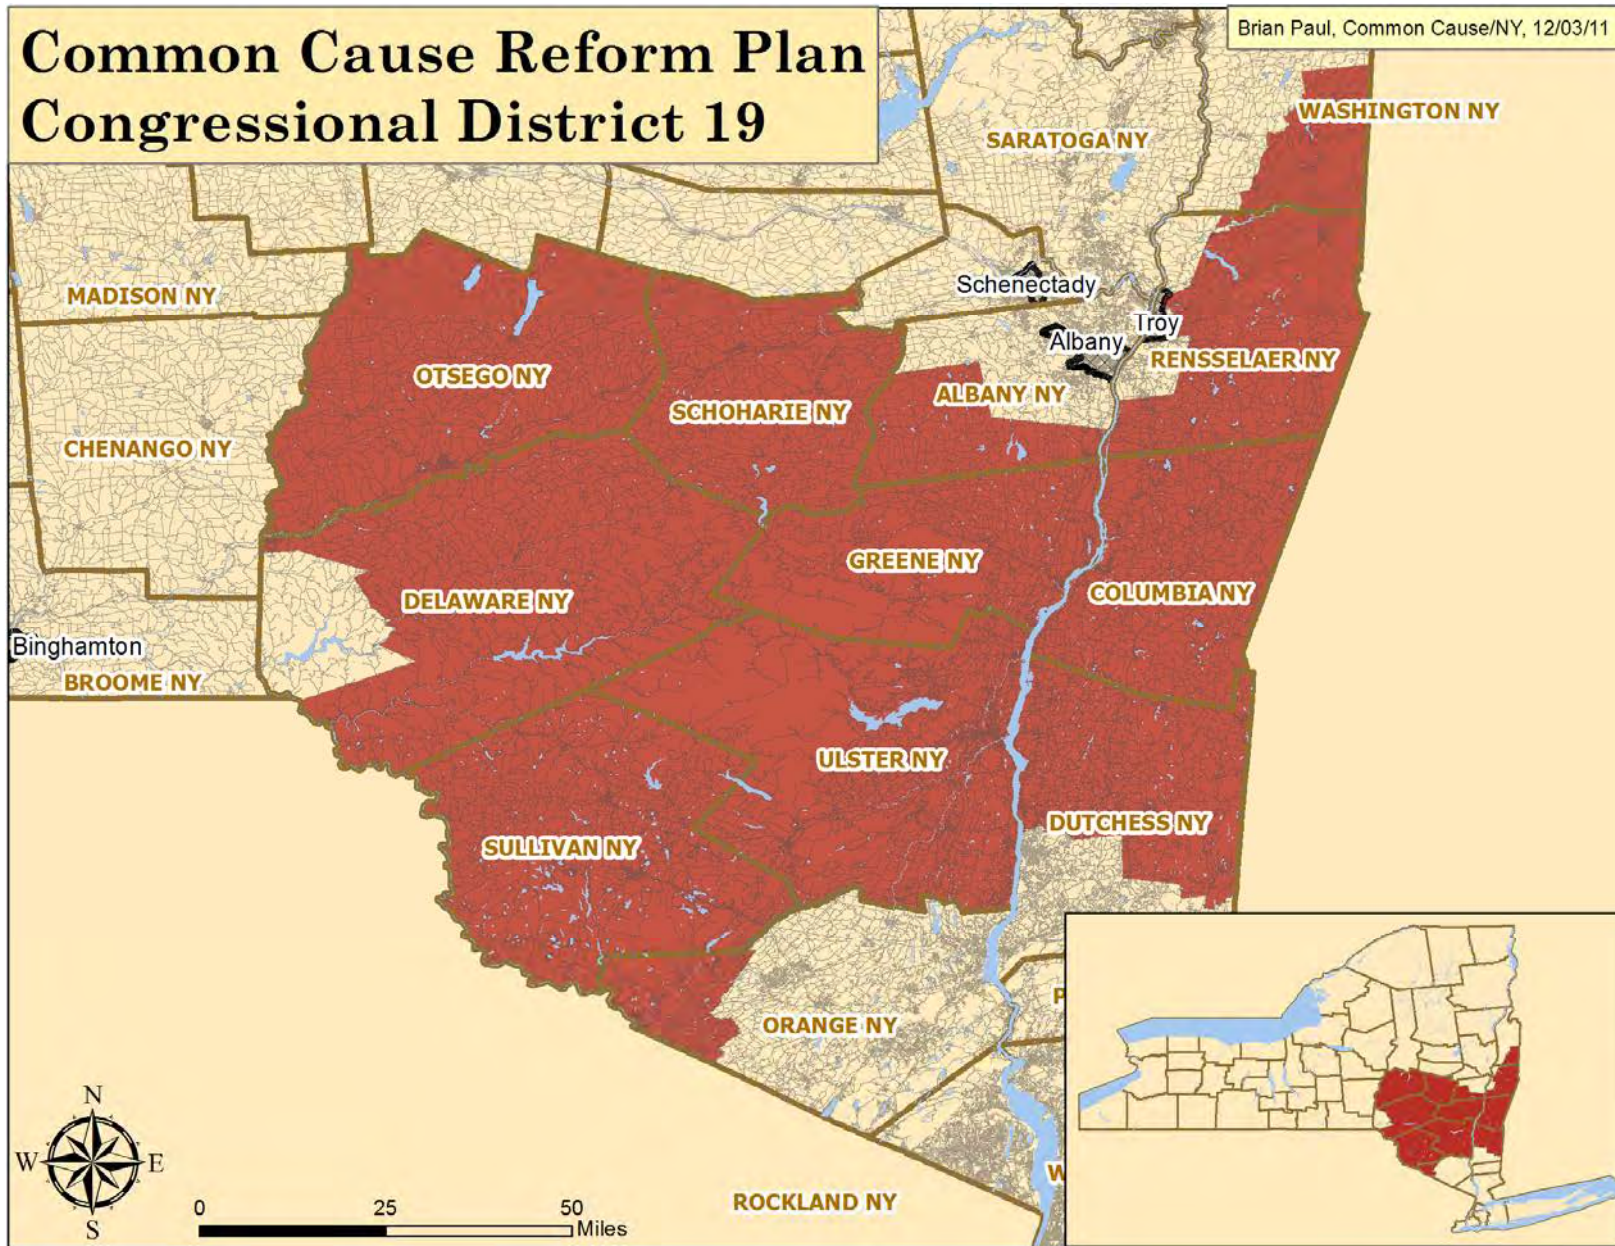 Common Cause Reform Plan
Congressional District 19
Brian Paul, Common Cause/NY, 12/03/11
WASHINGTON NY
SARATOGA NY
Schenectady
MADISON NY
Troy
Albany
RENSSELAER NY
OTSEGO NY
ALBANY NY
SCHOHARIE NY
CHENANGO NY
GREENE NY
COLUMBIA NY
DELAWARE NY
Binghamton
BROOME NY
ULSTER NY
DUTCHESS NY
SULLIVAN NY
ORANGE NY
ROCKLAND NY
N
W
E
S
0
25
50
Miles